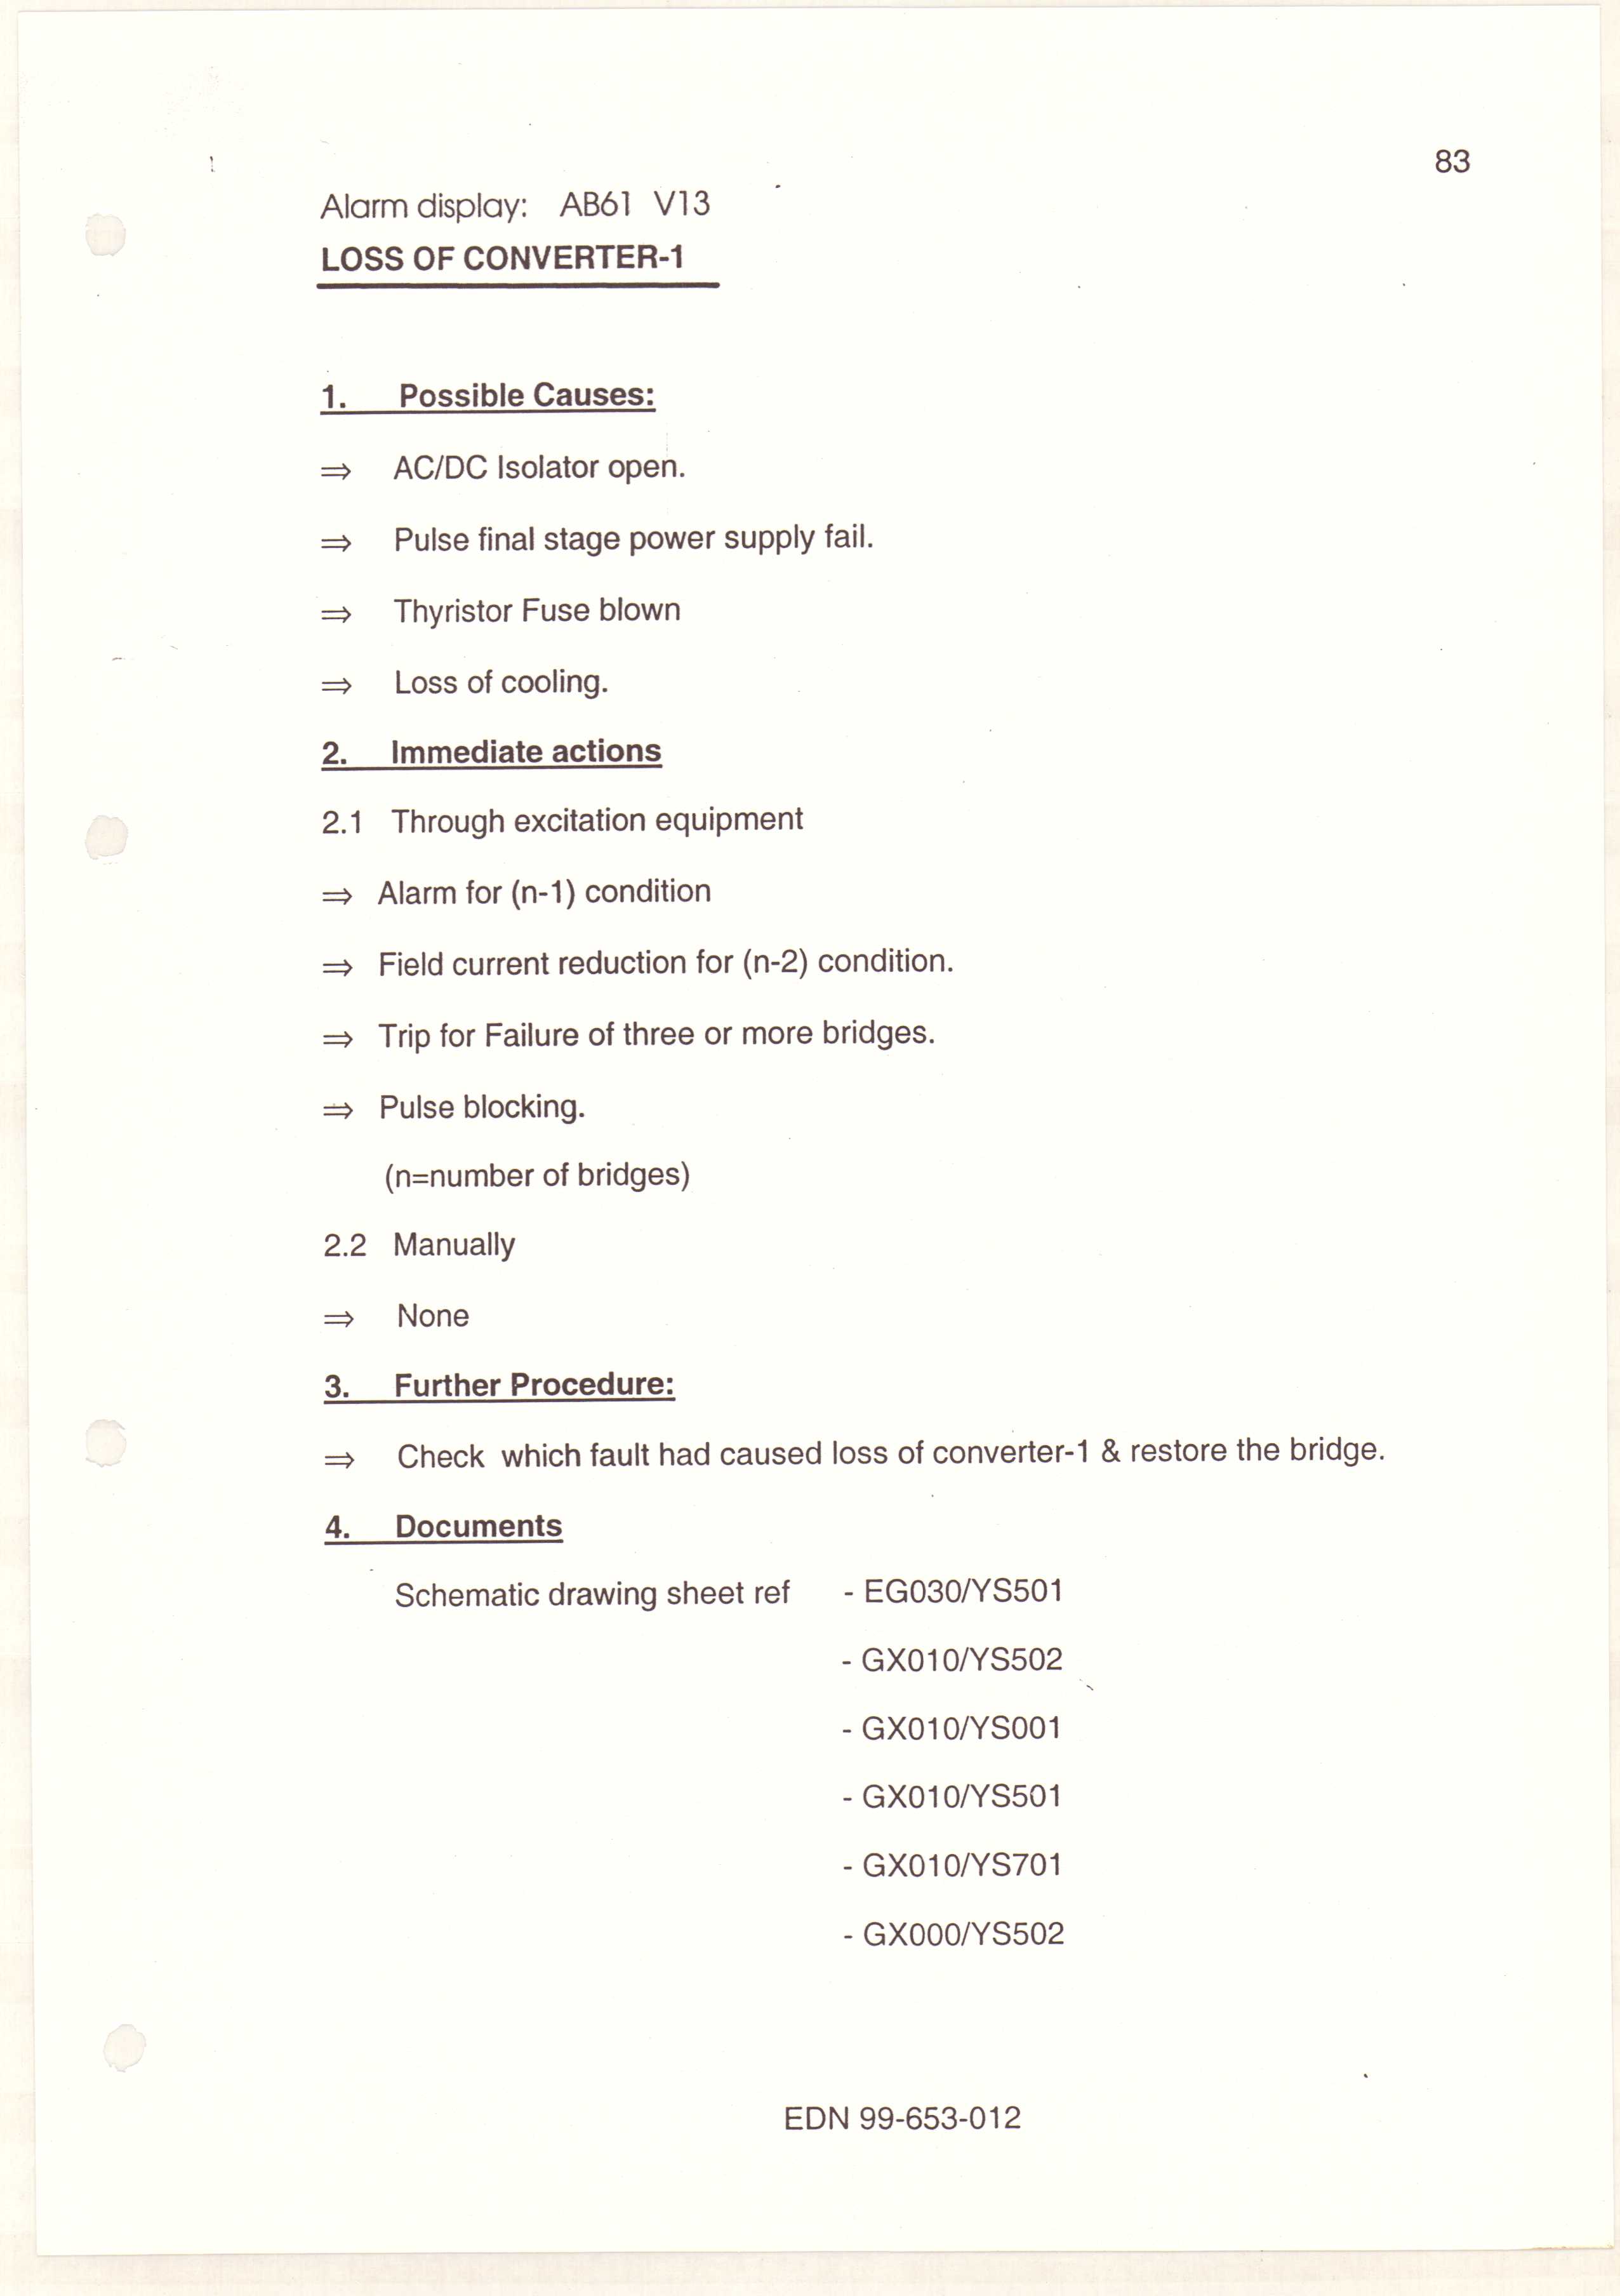 83
Alarm display: AB61 V13
LOSS OF CONVERTER-1
1. Possible Causes:
⇒ AC/DC Isolator open.
⇒ Pulse final stage power supply fail.
⇒ Thyristor Fuse blown
⇒ Loss of cooling.
2. Immediate actions
2.1 Through excitation equipment
⇒ Alarm for (n-1) condition
⇒ Field current reduction for (n-2) condition.
⇒ Trip for Failure of three or more bridges.
⇒ Pulse blocking.
(n=number of bridges)
2.2 Manually
⇒ None
3. Further Procedure:
⇒ Check which fault had caused loss of converter-1 & restore the bridge.
4. Documents
Schematic drawing sheet ref - EG030/YS501
- GX010/YS502
- GX010/YS001
- GX010/YS501
- GX010/YS701
- GX000/YS502
EDN 99-653-012